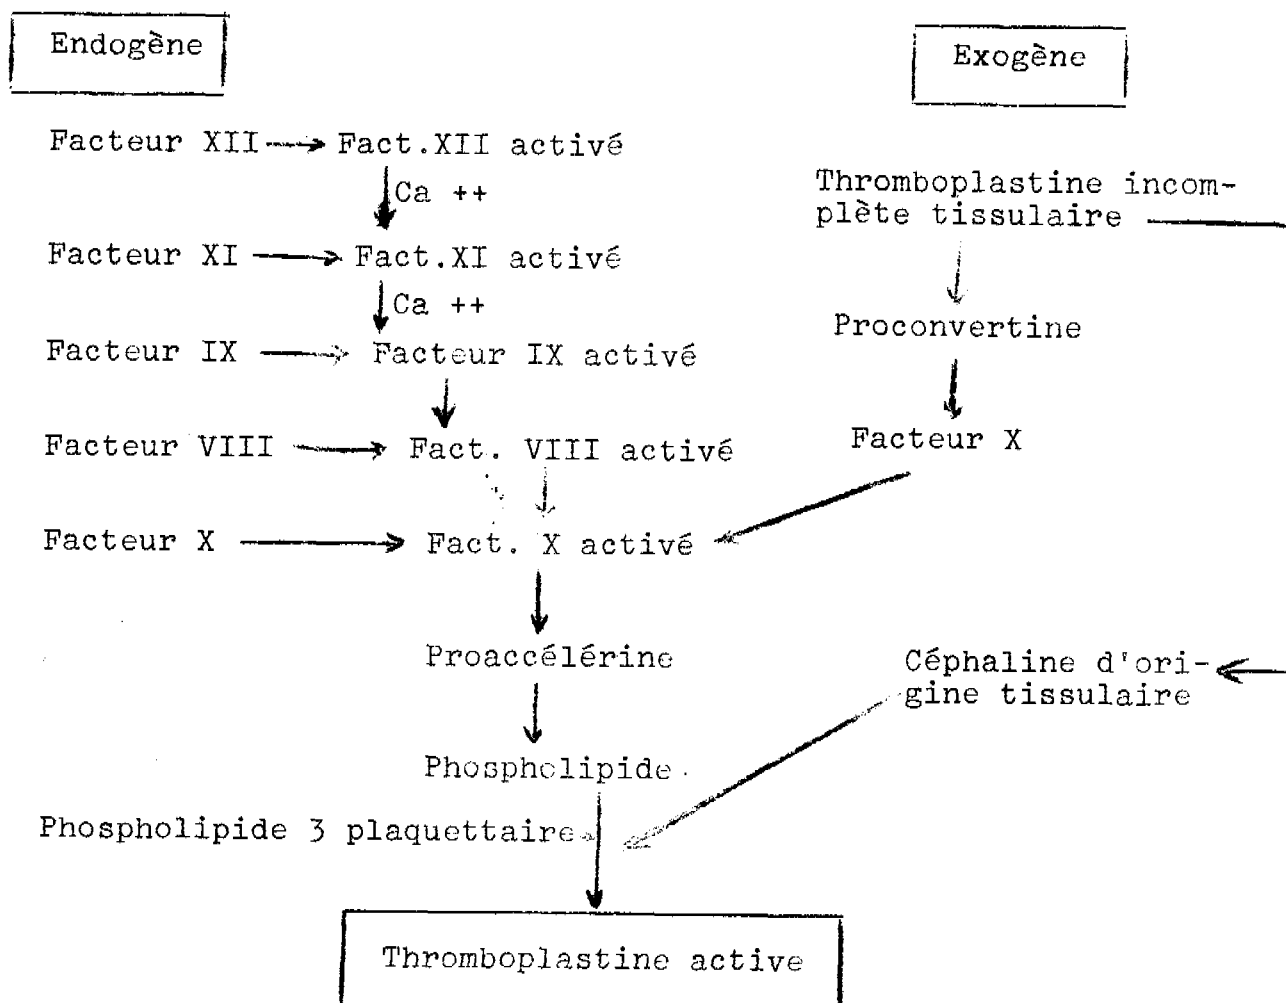 Endogène
Exogène
Facteur XII Fact.XII activé
Ca ++
Thromboplastine incom-
plète tissulaire
Facteur XI Fact.XI activé
Ca ++
Proconvertine
Facteur IX Facteur IX activé
Facteur VIII Fact. VIII activé
Facteur X
Facteur X Fact. X activé
Proaccélérine
Céphaline d'ori-
gine tissulaire
Phospholipide
Phospholipide 3 plaquettaire
Thromboplastine active